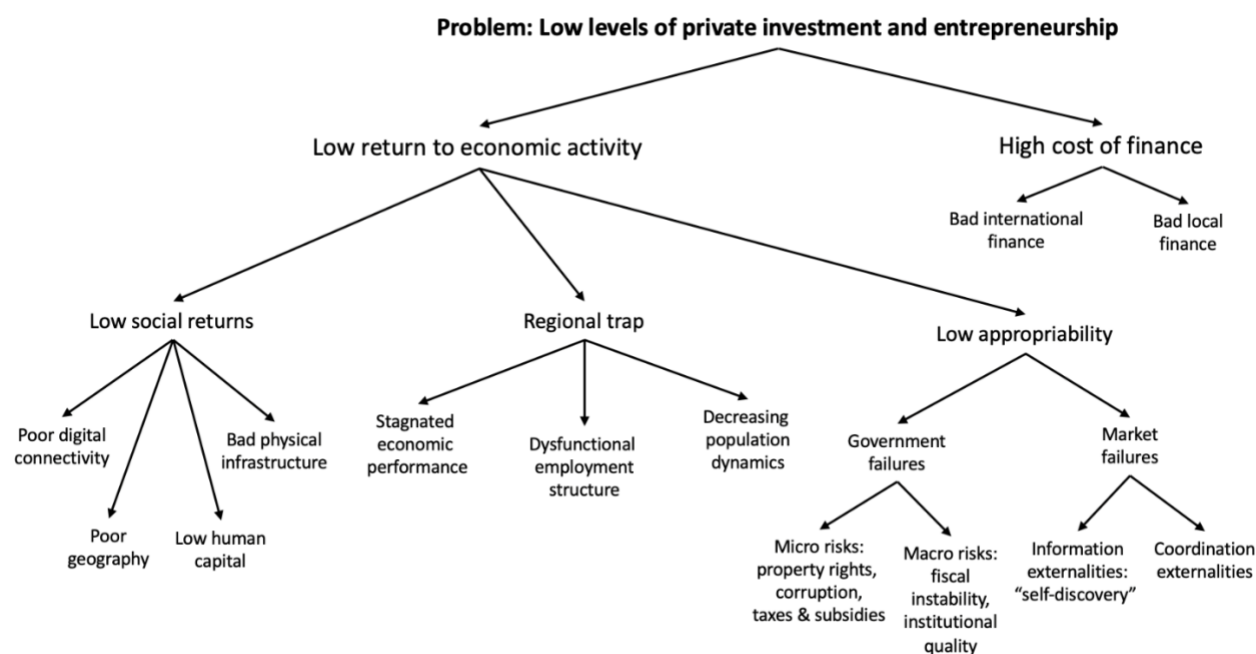 Problem: Low levels of private investment and entrepreneurship
Low return to economic activity
High cost of finance
Bad international
finance
Bad local
finance
Low social returns
Regional trap
Low appropriability
Poor digital
connectivity
Bad physical
infrastructure
Poor
geography
Low human
capital
Stagnated
economic
performance
Dysfunctional
employment
structure
Decreasing
population
dynamics
Government
failures
Market
failures
Micro risks:
property rights,
corruption,
taxes & subsidies
Macro risks:
fiscal
instability,
institutional
quality
Information
externalities:
“self-discovery”
Coordination
externalities